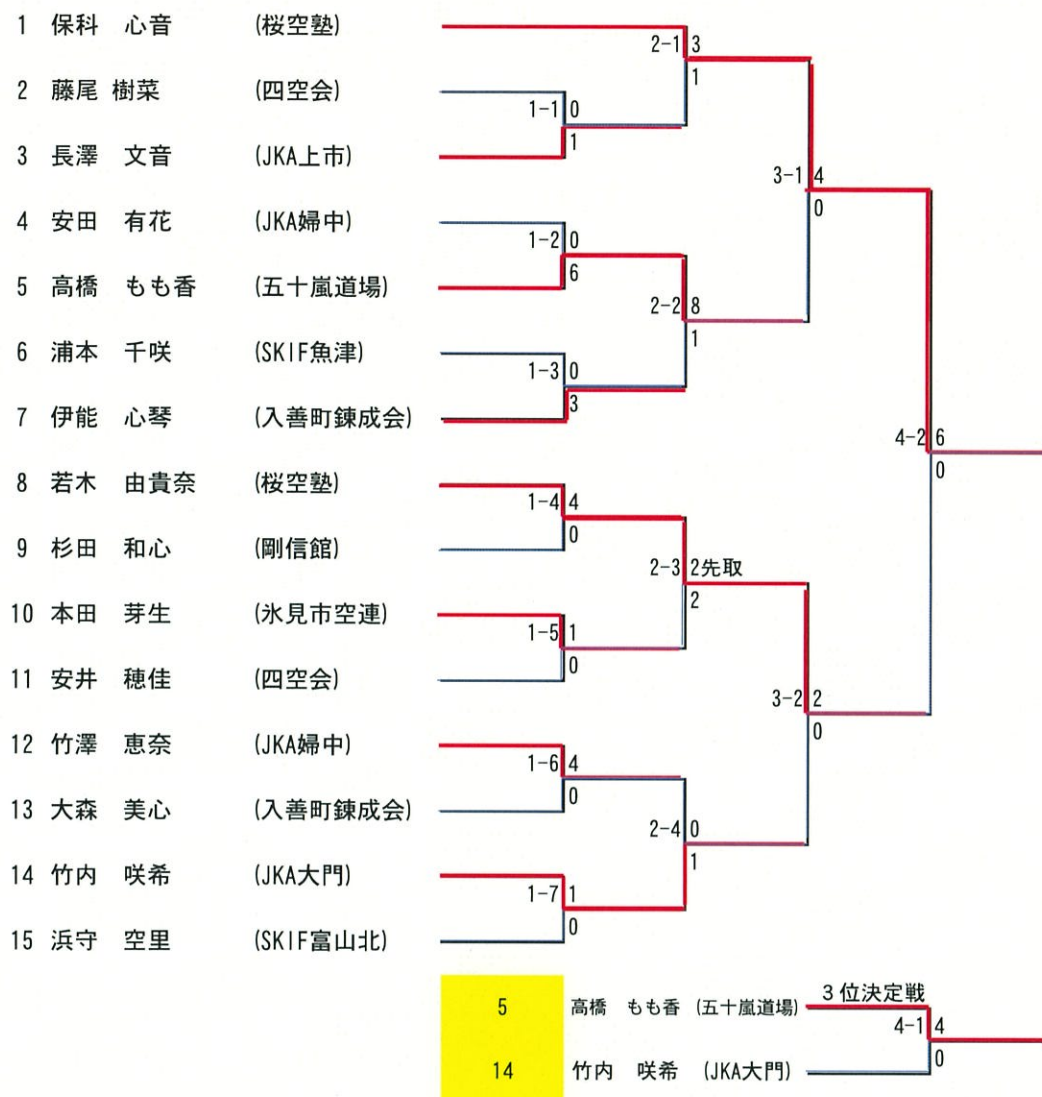 1 保科 心音 (桜空塾)
2-1 3
1
2 藤尾 樹菜 (四空会)
1-1 0
1
3 長澤 文音 (JKA上市)
3-1 4
0
4 安田 有花 (JKA婦中)
1-2 0
6
5 高橋 もも香 (五十嵐道場)
2-2 8
1
6 浦本 千咲 (SKIF魚津)
1-3 0
3
7 伊能 心琴 (入善町錬成会)
4-2 6
0
8 若木 由貴奈 (桜空塾)
1-4 4
0
9 杉田 和心 (剛信館)
2-3 2先取
2
10 本田 芽生 (氷見市空連)
1-5 1
0
11 安井 穂佳 (四空会)
3-2 2
0
12 竹澤 恵奈 (JKA婦中)
1-6 4
0
13 大森 美心 (入善町錬成会)
2-4 0
1
14 竹内 咲希 (JKA大門)
1-7 1
0
15 浜守 空里 (SKIF富山北)
3位決定戦
5 高橋 もも香 (五十嵐道場)
4-1 4
0
14 竹内 咲希 (JKA大門)